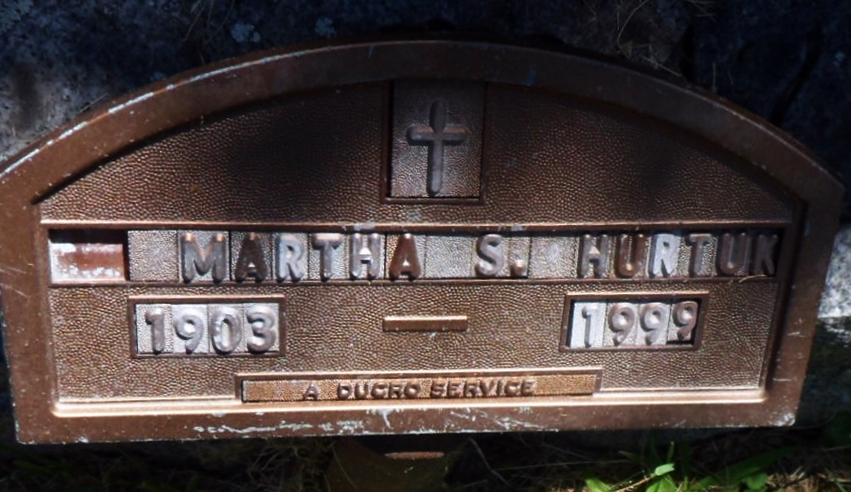 MARTHA S. HURTUK
1903 1999
A DUCRO SERVICE